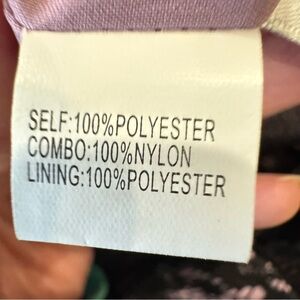 SELF:100%POLYESTER
COMBO:100%NYLON
LINING:100%POLYESTER